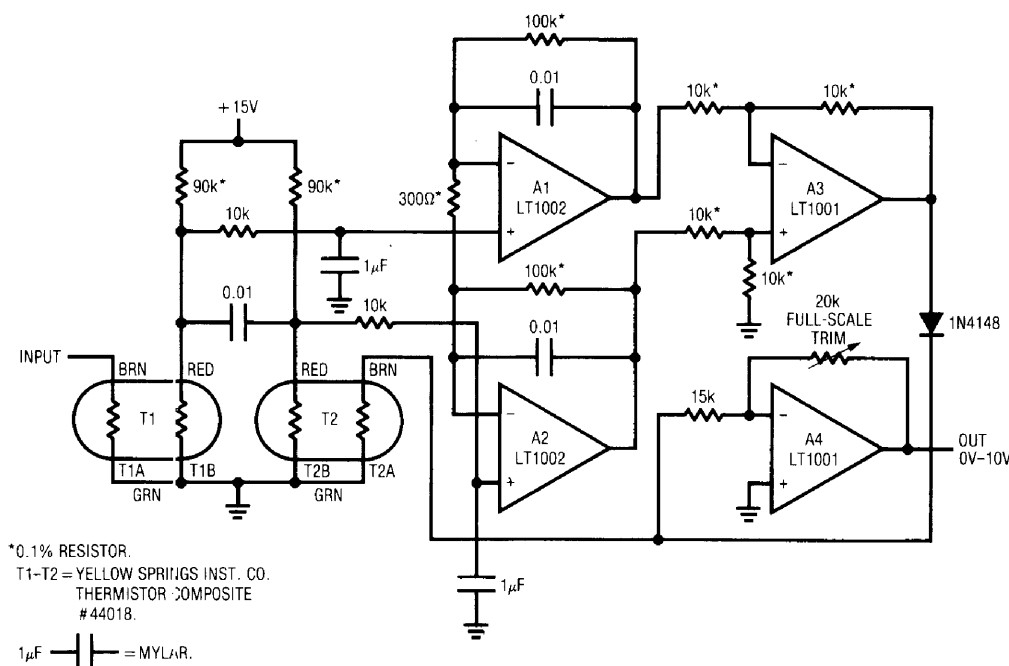 100k*
0.01
10k*
10k*
+15V
90k*
90k*
300Ω*
A1
LT1002
A3
LT1001
10k
10k*
1µF
100k*
10k*
0.01
10k
0.01
20k
FULL-SCALE
TRIM
1N4148
INPUT
BRN
RED
RED
BRN
T1
T2
15k
A2
LT1002
A4
LT1001
OUT
0V–10V
T1A
T1B
T2B
T2A
GRN
GRN
*0.1% RESISTOR.
T1–T2 = YELLOW SPRINGS INST. CO.
THERMISTOR COMPOSITE
#44018.
1µF
1µF
= MYLAR.